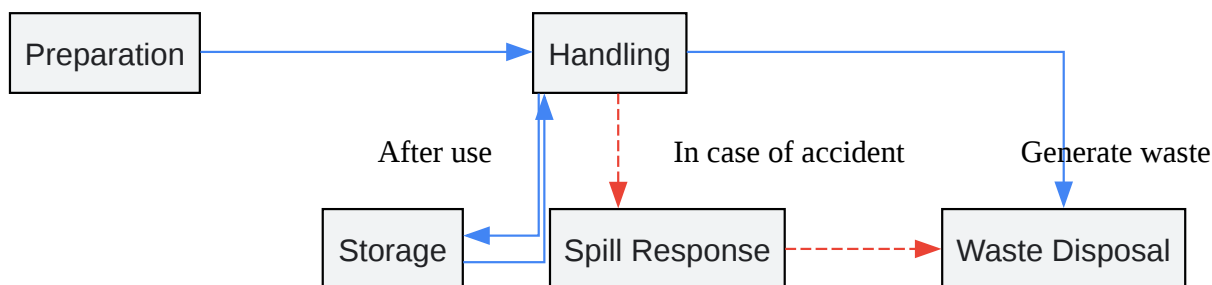 Preparation
Handling
After use
In case of accident
Generate waste
Storage
Spill Response
Waste Disposal